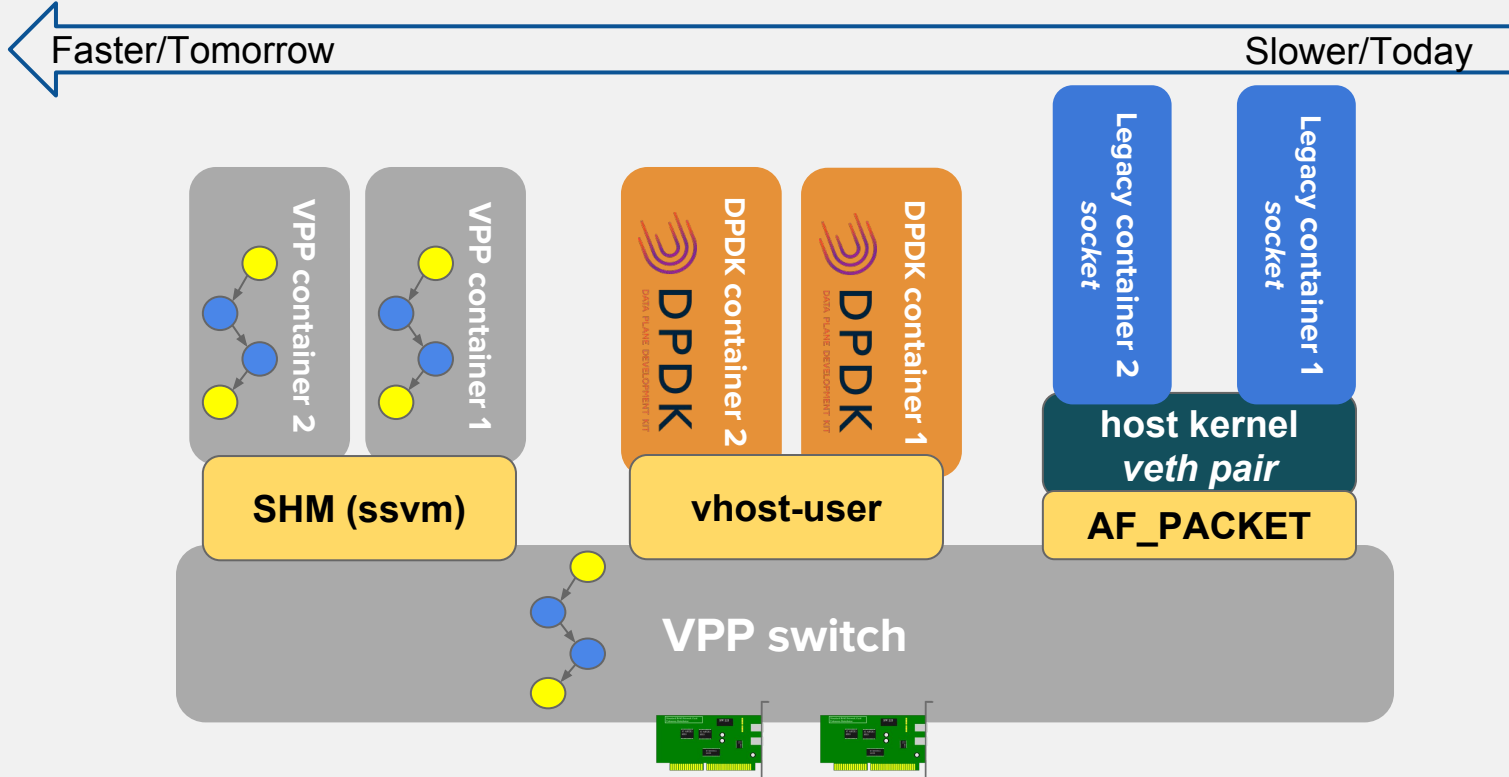 Faster/Tomorrow
Slower/Today
VPP container 2
VPP container 1
DPDK container 2
DPDK
DATA PLANE DEVELOPMENT KIT
DPDK container 1
DPDK
DATA PLANE DEVELOPMENT KIT
Legacy container 2
socket
Legacy container 1
socket
host kernel
veth pair
SHM (ssvm)
vhost-user
AF_PACKET
VPP switch